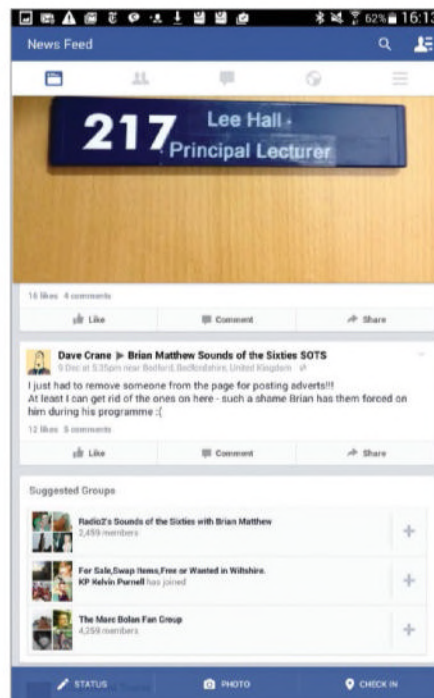 62% 16:13
News Feed
217 Lee Hall -
Principal Lecturer
16 likes 4 comments
Like Comment Share
Dave Crane ▶ Brian Matthew Sounds of the Sixties SOTS
9 Dec at 5:35pm near Bedford, Bedfordshire, United Kingdom
I just had to remove someone from the page for posting adverts!!!
At least I can get rid of the ones on here - such a shame Brian has them forced on
him during his programme :(
12 likes 5 comments
Like Comment Share
Suggested Groups
Radio2's Sounds of the Sixties with Brian Matthew
2,459 members
For Sale,Swap Items,Free or Wanted in Wiltshire.
KP Kelvin Purnell has joined
The Marc Bolan Fan Group
4,259 members
STATUS PHOTO CHECK IN